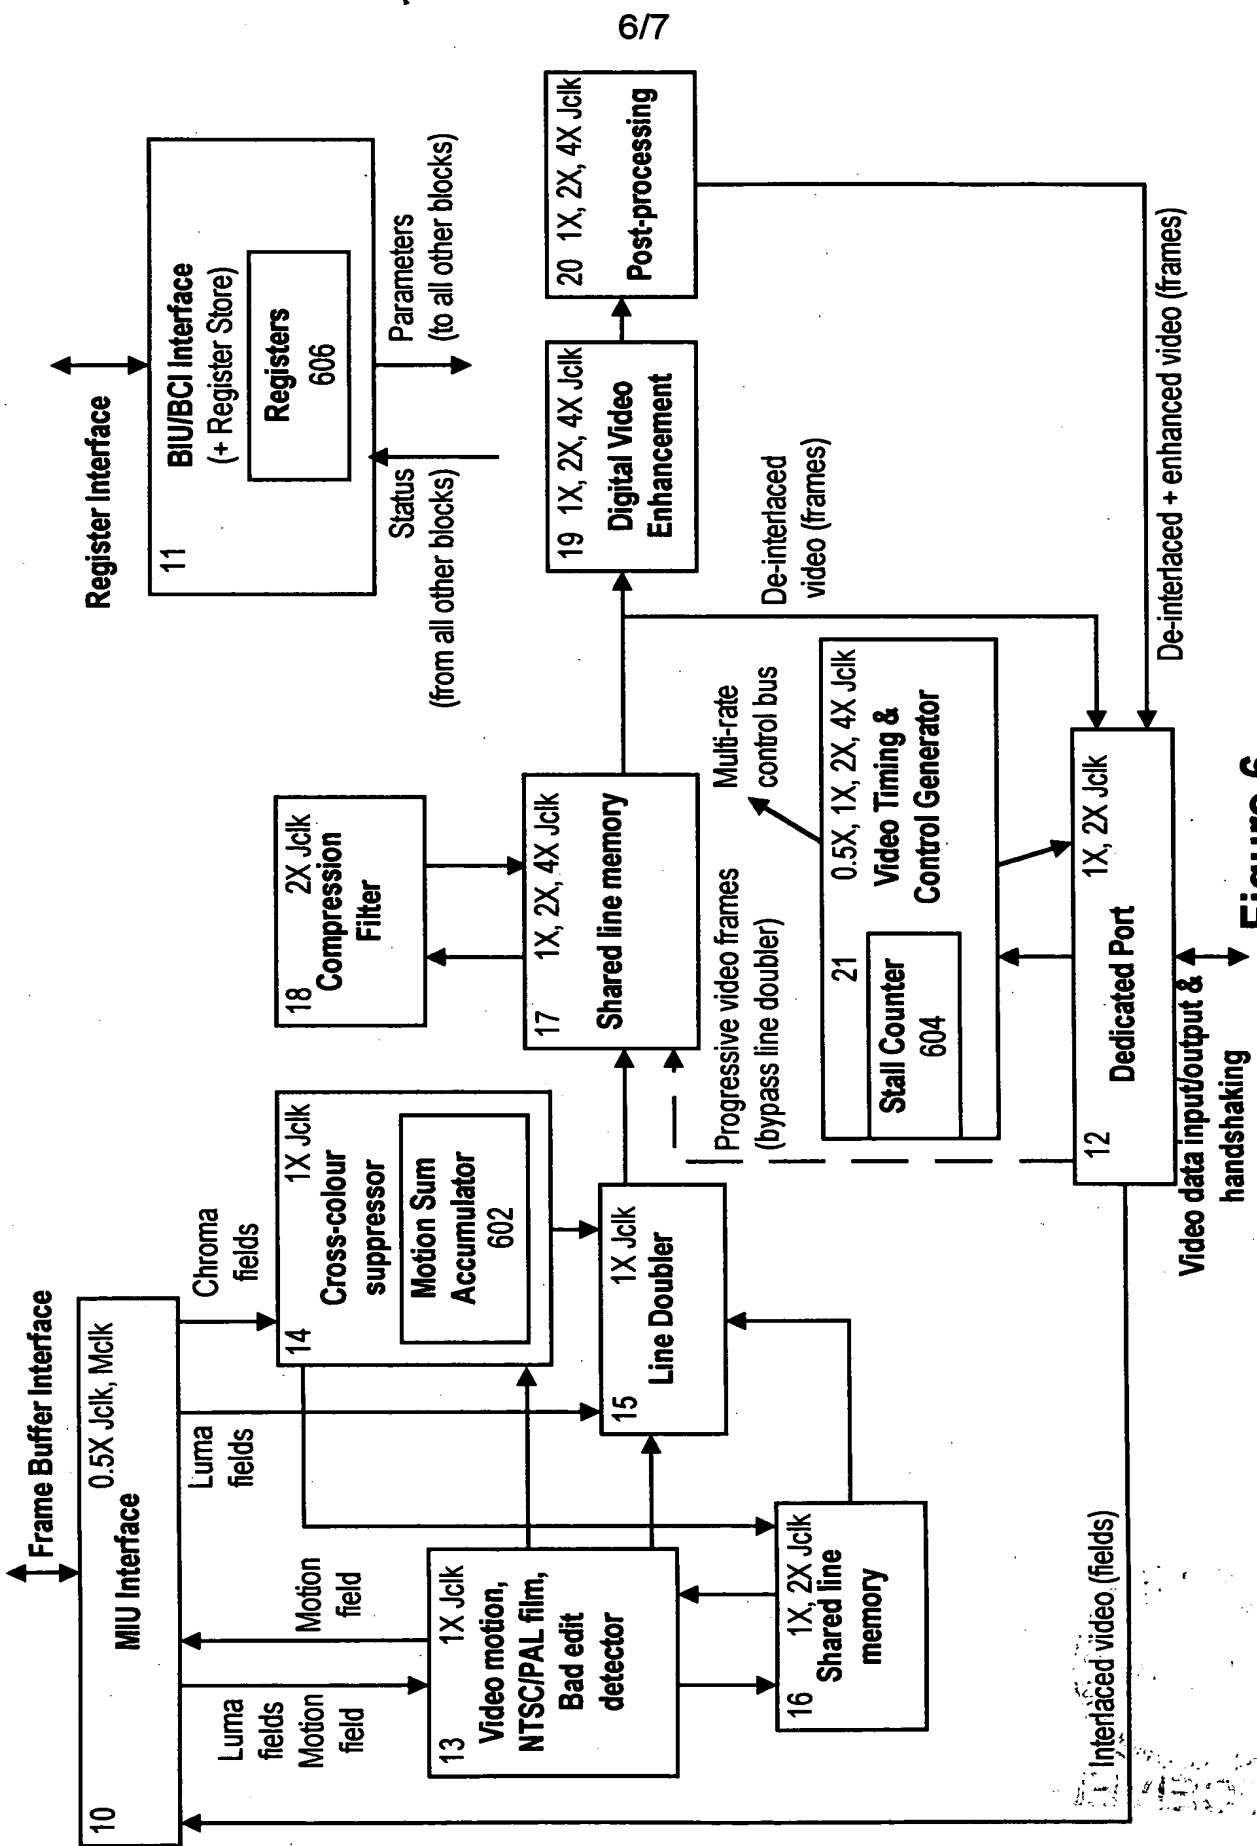 6/7
Frame Buffer Interface
10
MIU Interface
0.5X Jclk, Mclk
Luma
fields
Motion
field
Motion
field
Luma
fields
Chroma
fields
13
1X Jclk
Video motion,
NTSC/PAL film,
Bad edit
detector
14
1X Jclk
Cross-colour
suppressor
Motion Sum
Accumulator
602
15
1X Jclk
Line Doubler
16
1X, 2X Jclk
Shared line
memory
18
2X Jclk
Compression
Filter
17
1X, 2X, 4X Jclk
Shared line memory
Register Interface
11
BIU/BCI Interface
(+ Register Store)
Registers
606
Status
(from all other blocks)
Parameters
(to all other blocks)
19 1X, 2X, 4X Jclk
Digital Video
Enhancement
20 1X, 2X, 4X Jclk
Post-processing
De-interlaced
video (frames)
Multi-rate
control bus
Progressive video frames
(bypass line doubler)
21
0.5X, 1X, 2X, 4X Jclk
Video Timing &
Control Generator
Stall Counter
604
12
1X, 2X Jclk
Dedicated Port
De-interlaced + enhanced video (frames)
Interlaced video (fields)
Video data input/output &
handshaking
Figure 6